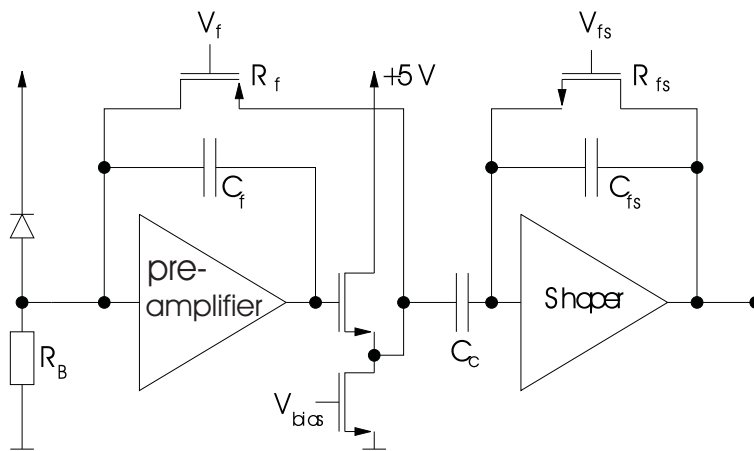 V_f
V_fs
R_f
+5 V
R_fs
C_f
C_fs
pre-
amplifier
Shaper
R_B
C_c
V_bias